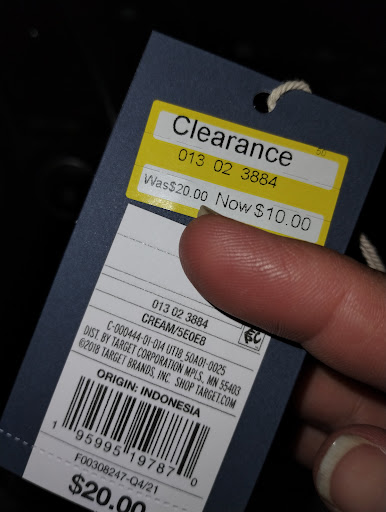 Clearance 50
013 02 3884
Was$20.00 Now $10.00
013 02 3884
CREAM/5E0E8
C-000444-01-014 U118_50A01-0025
DIST. BY TARGET CORPORATION MPLS, MN 55403
©2018 TARGET BRANDS, INC. SHOP TARGET.COM
ORIGIN: INDONESIA
1 95995 19787 0
F00308247-Q4/21
$20.00